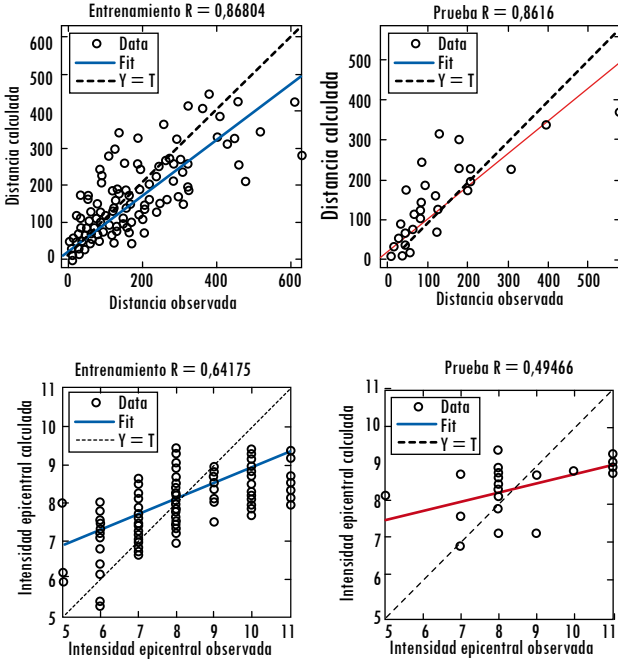 Entrenamiento R = 0,86804
600
500
400
300
200
100
0
Distancia calculada
Data
Fit
Y = T
0 200 400 600
Distancia observada
Prueba R = 0,8616
500
400
300
200
100
0
Distancia calculada
Data
Fit
Y = T
0 100 200 300 400 500
Distancia observada
Entrenamiento R = 0,64175
11
10
9
8
7
6
5
Intensidad epicentral calculada
Data
Fit
Y = T
5 6 7 8 9 10 11
Intensidad epicentral observada
Prueba R = 0,49466
11
10
9
8
7
6
5
Intensidad epicentral calculada
Data
Fit
Y = T
5 6 7 8 9 10 11
Intensidad epicentral observada